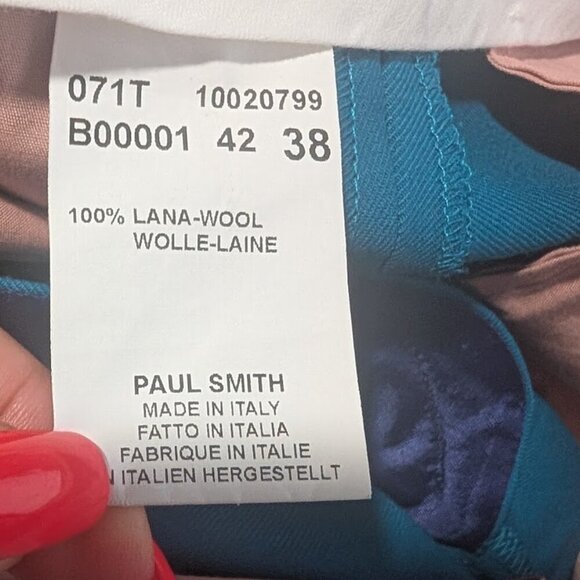 071T 10020799
B00001 42 38
100% LANA-WOOL
WOLLE-LAINE
PAUL SMITH
MADE IN ITALY
FATTO IN ITALIA
FABRIQUE IN ITALIE
ITALIEN HERGESTELLT